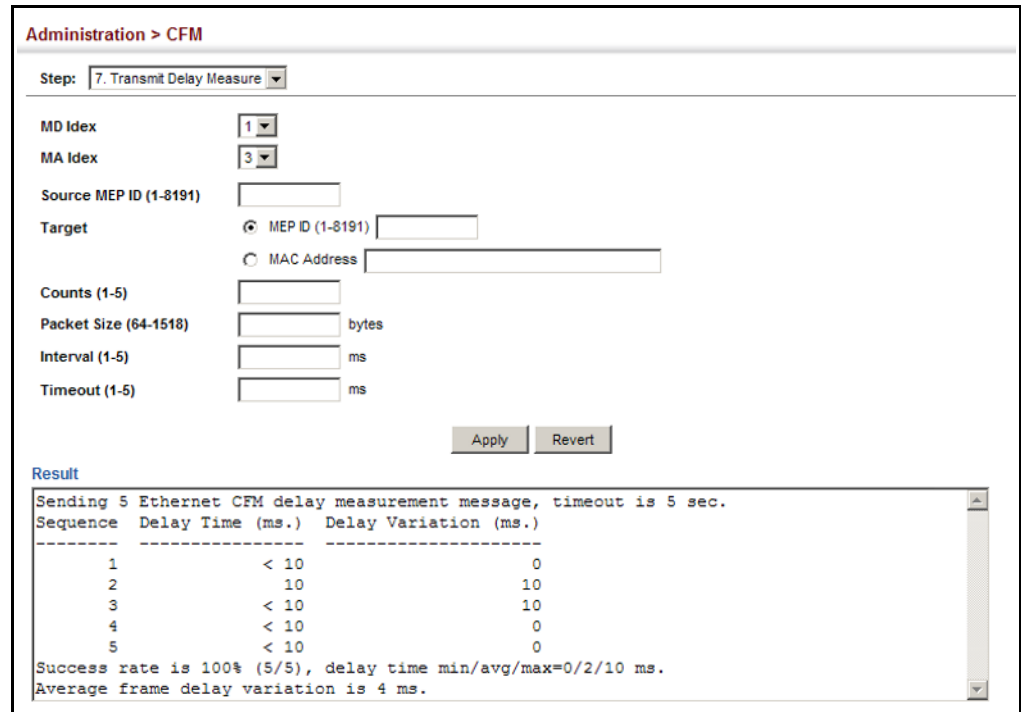 Administration > CFM
Step: 7. Transmit Delay Measure
MD Idex 1
MA Idex 3
Source MEP ID (1-8191)
Target MEP ID (1-8191)
MAC Address
Counts (1-5)
Packet Size (64-1518) bytes
Interval (1-5) ms
Timeout (1-5) ms
Apply Revert
Result
Sending 5 Ethernet CFM delay measurement message, timeout is 5 sec.
Sequence Delay Time (ms.) Delay Variation (ms.)
-------- ---------------- ---------------------
1 < 10 0
2 10 10
3 < 10 10
4 < 10 0
5 < 10 0
Success rate is 100% (5/5), delay time min/avg/max=0/2/10 ms.
Average frame delay variation is 4 ms.